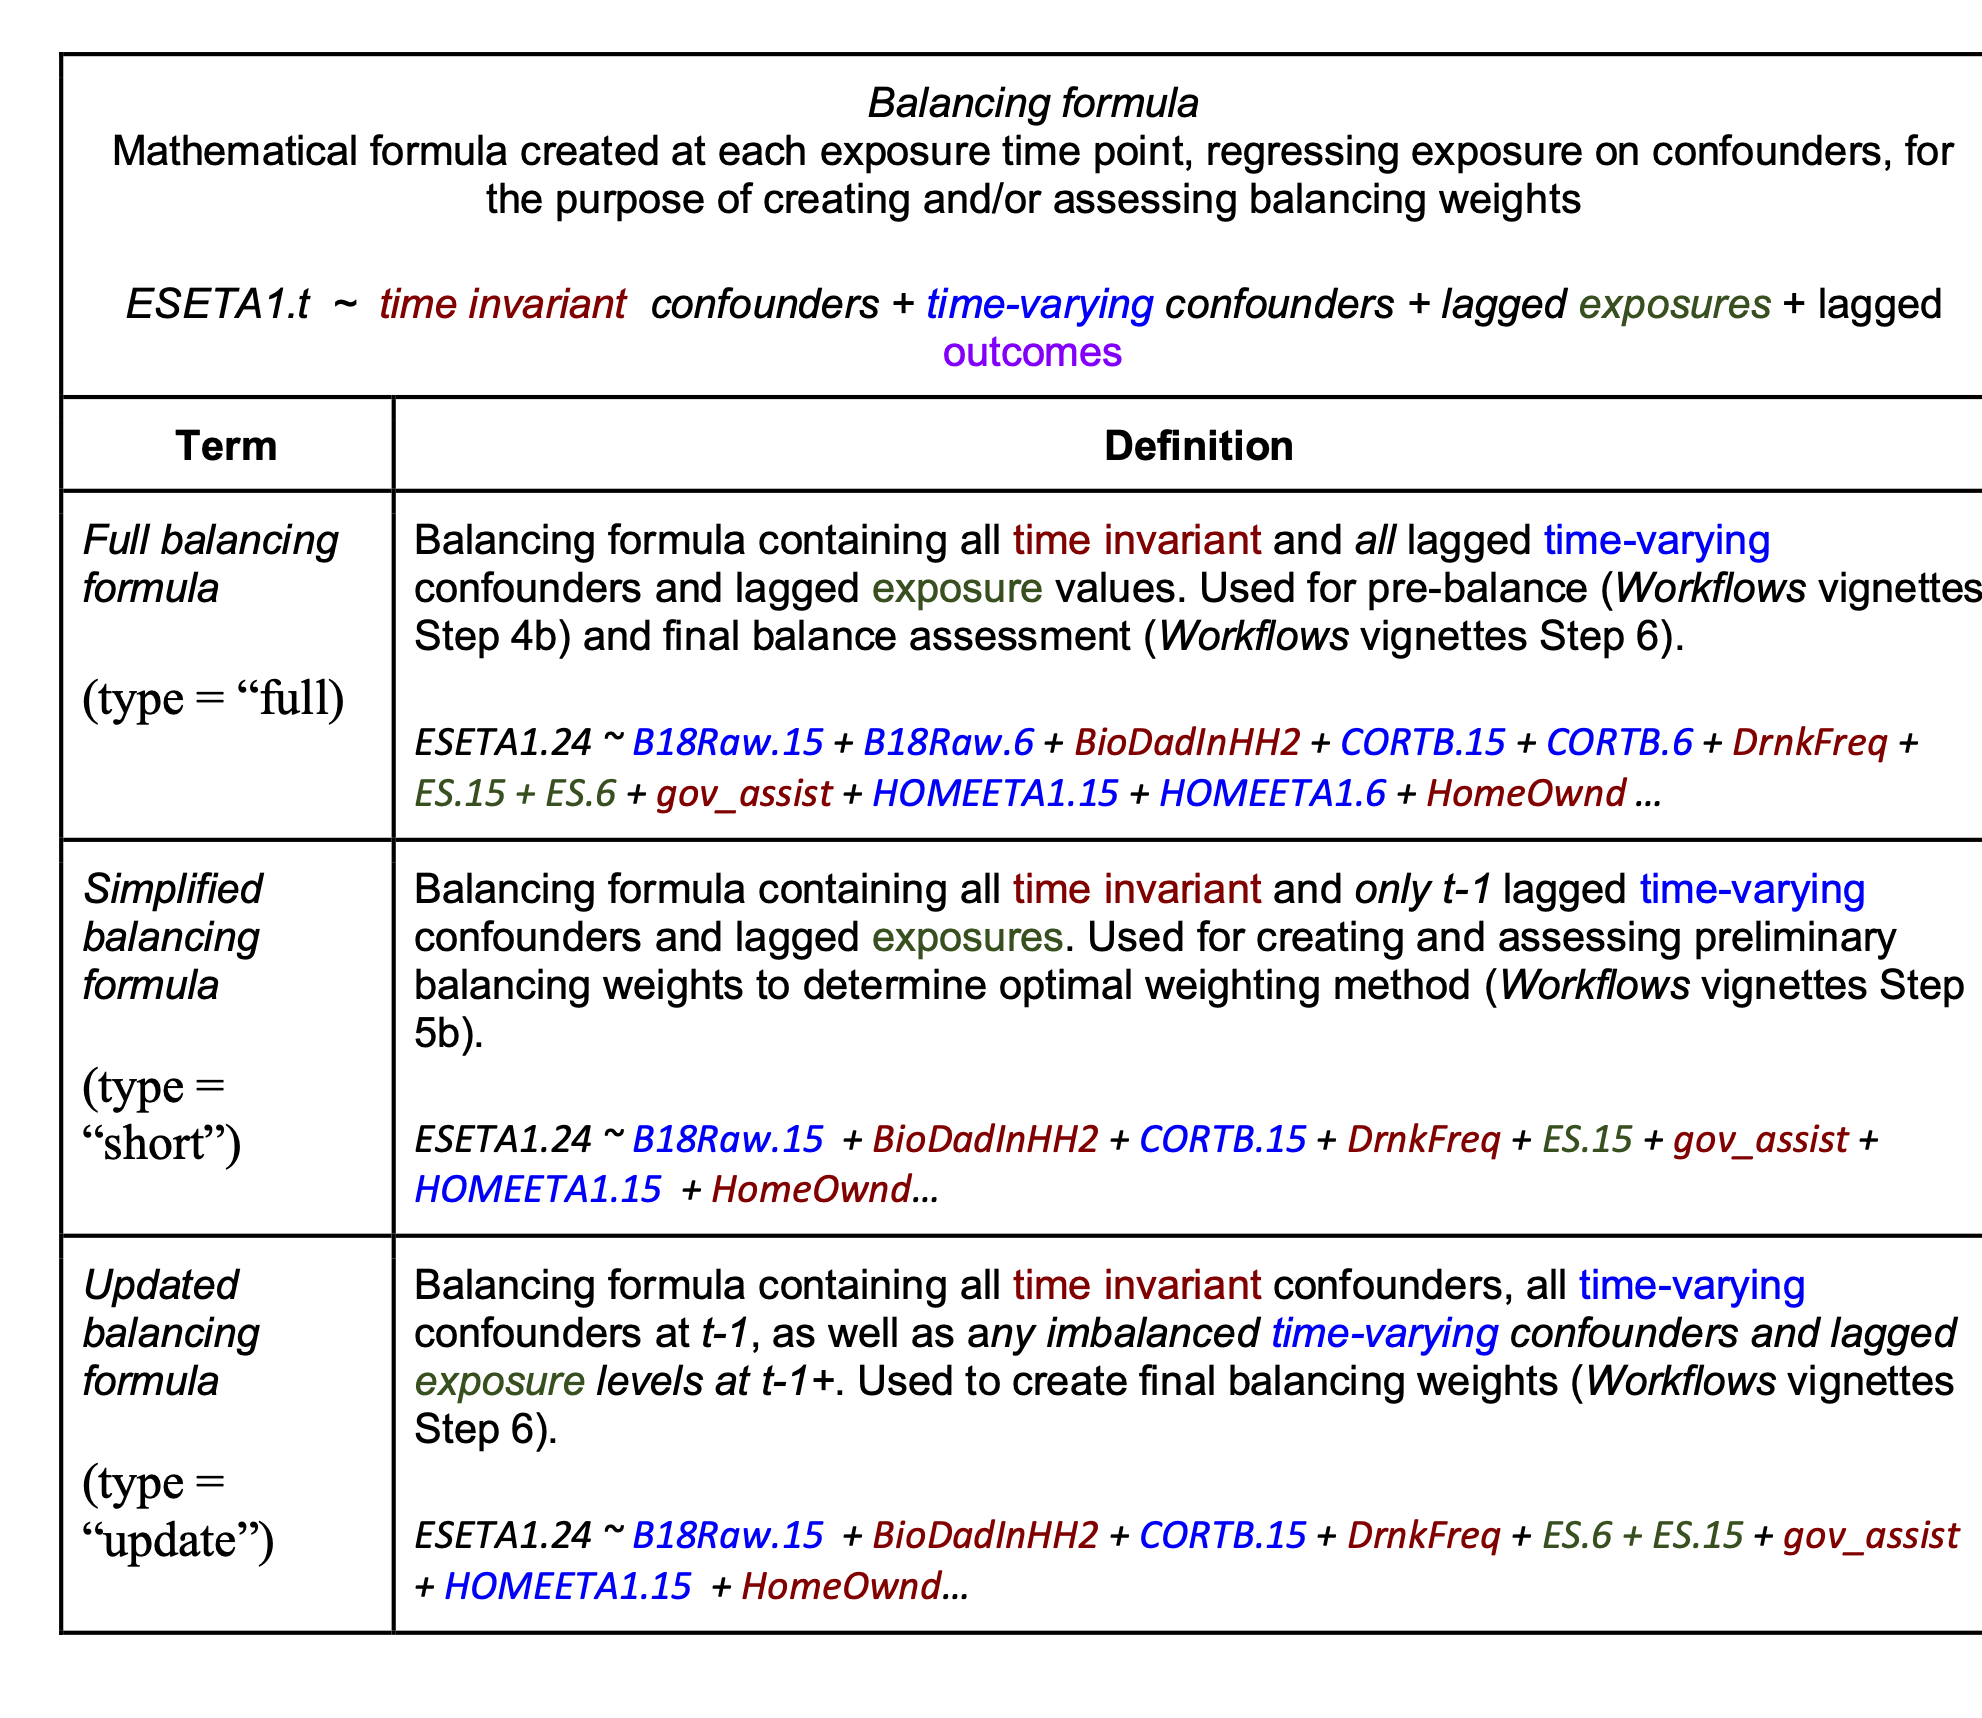 Balancing formula
Mathematical formula created at each exposure time point, regressing exposure on confounders, for
the purpose of creating and/or assessing balancing weights
ESETA1.t ~ time invariant confounders + time-varying confounders + lagged exposures + lagged
outcomes
Term
Definition
Full balancing
formula
(type = “full)
Balancing formula containing all time invariant and all lagged time-varying
confounders and lagged exposure values. Used for pre-balance (Workflows vignettes
Step 4b) and final balance assessment (Workflows vignettes Step 6).
ESETA1.24 ~ B18Raw.15 + B18Raw.6 + BioDadInHH2 + CORTB.15 + CORTB.6 + DrnkFreq +
ES.15 + ES.6 + gov_assist + HOMEETA1.15 + HOMEETA1.6 + HomeOwnd ...
Simplified
balancing
formula
(type =
“short”)
Balancing formula containing all time invariant and only t-1 lagged time-varying
confounders and lagged exposures. Used for creating and assessing preliminary
balancing weights to determine optimal weighting method (Workflows vignettes Step
5b).
ESETA1.24 ~ B18Raw.15 + BioDadInHH2 + CORTB.15 + DrnkFreq + ES.15 + gov_assist +
HOMEETA1.15 + HomeOwnd...
Updated
balancing
formula
(type =
“update”)
Balancing formula containing all time invariant confounders, all time-varying
confounders at t-1, as well as any imbalanced time-varying confounders and lagged
exposure levels at t-1+. Used to create final balancing weights (Workflows vignettes
Step 6).
ESETA1.24 ~ B18Raw.15 + BioDadInHH2 + CORTB.15 + DrnkFreq + ES.6 + ES.15 + gov_assist
+ HOMEETA1.15 + HomeOwnd...